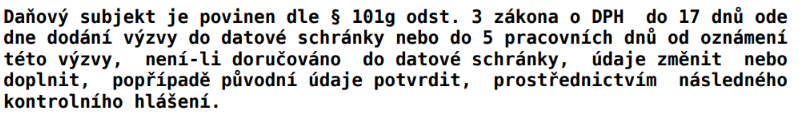 Daňový subjekt je povinen dle § 101g odst. 3 zákona o DPH do 17 dnů ode
dne dodání výzvy do datové schránky nebo do 5 pracovních dnů od oznámení
této výzvy, není-li doručováno do datové schránky, údaje změnit nebo
doplnit, popřípadě původní údaje potvrdit, prostřednictvím následného
kontrolního hlášení.